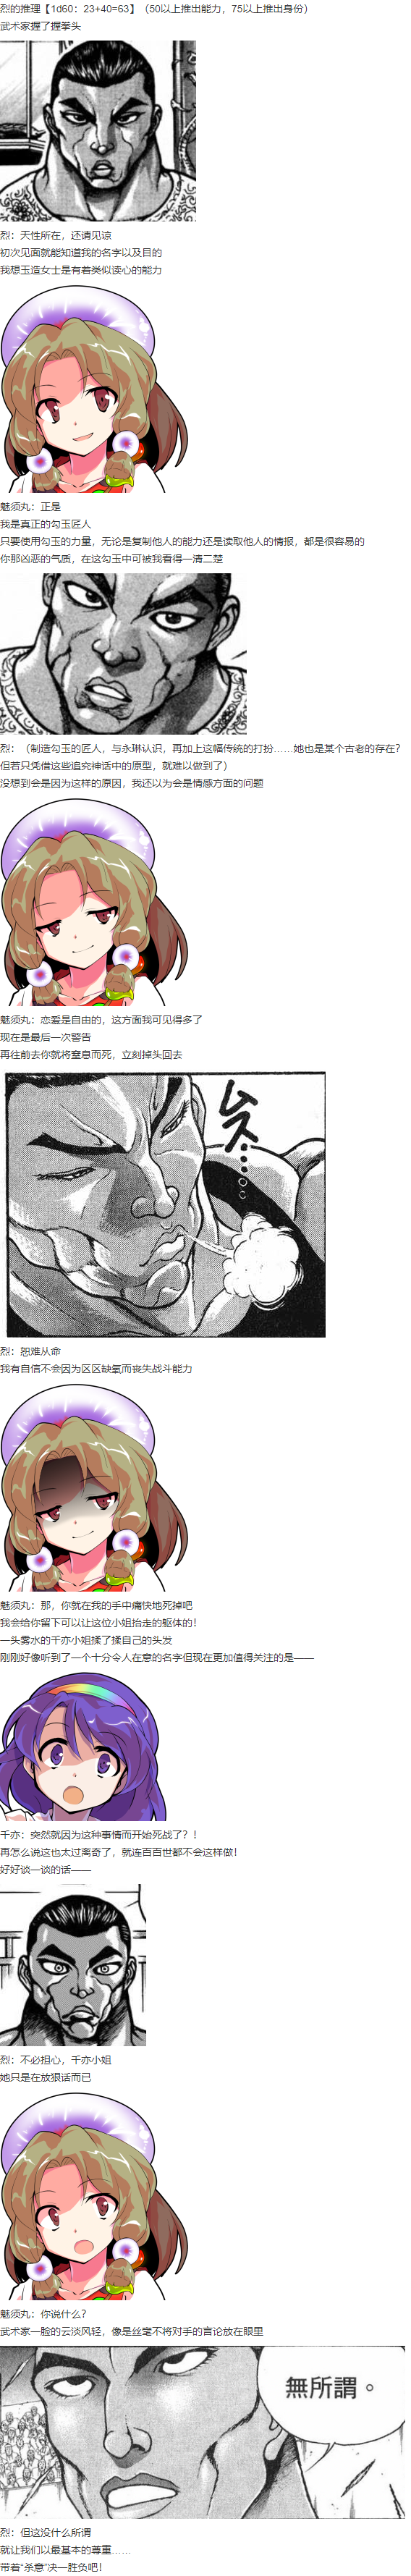 烈的推理【1d60：23+40=63】（50以上推出能力，75以上推出身份）
武术家握了握拳头
烈：天性所在，还请见谅
初次见面就能知道我的名字以及目的
我想玉造女士是有着类似读心的能力
魅须丸：正是
我是真正的勾玉匠人
只要使用勾玉的力量，无论是复制他人的能力还是读取他人的情报，都是很容易的
你那凶恶的气质，在这勾玉中可被我看得一清二楚
烈：（制造勾玉的匠人，与永琳认识，再加上这幅传统的打扮……她也是某个古老的存在？
但若只凭借这些追究神话中的原型，就难以做到了）
没想到会是因为这样的原因，我还以为会是情感方面的问题
魅须丸：恋爱是自由的，这方面我可见得多了
现在是最后一次警告
再往前去你就将窒息而死，立刻掉头回去
ムス…
烈：恕难从命
我有自信不会因为区区缺氧而丧失战斗能力
魅须丸：那，你就在我的手中痛快地死掉吧
我会给你留下可以让这位小姐抬走的躯体的！
一头雾水的千亦小姐揉了揉自己的头发
刚刚好像听到了一个十分令人在意的名字但现在更加值得关注的是——
千亦：突然就因为这种事情而开始死战了？！
再怎么说这也太过离奇了，就连百百世都不会这样做！
好好谈一谈的话——
烈：不必担心，千亦小姐
她只是在放狠话而已
魅须丸：你说什么？
武术家一脸的云淡风轻，像是丝毫不将对手的言论放在眼里
無所謂。
烈：但这没什么所谓
就让我们以最基本的尊重……
带着“杀意”决一胜负吧！